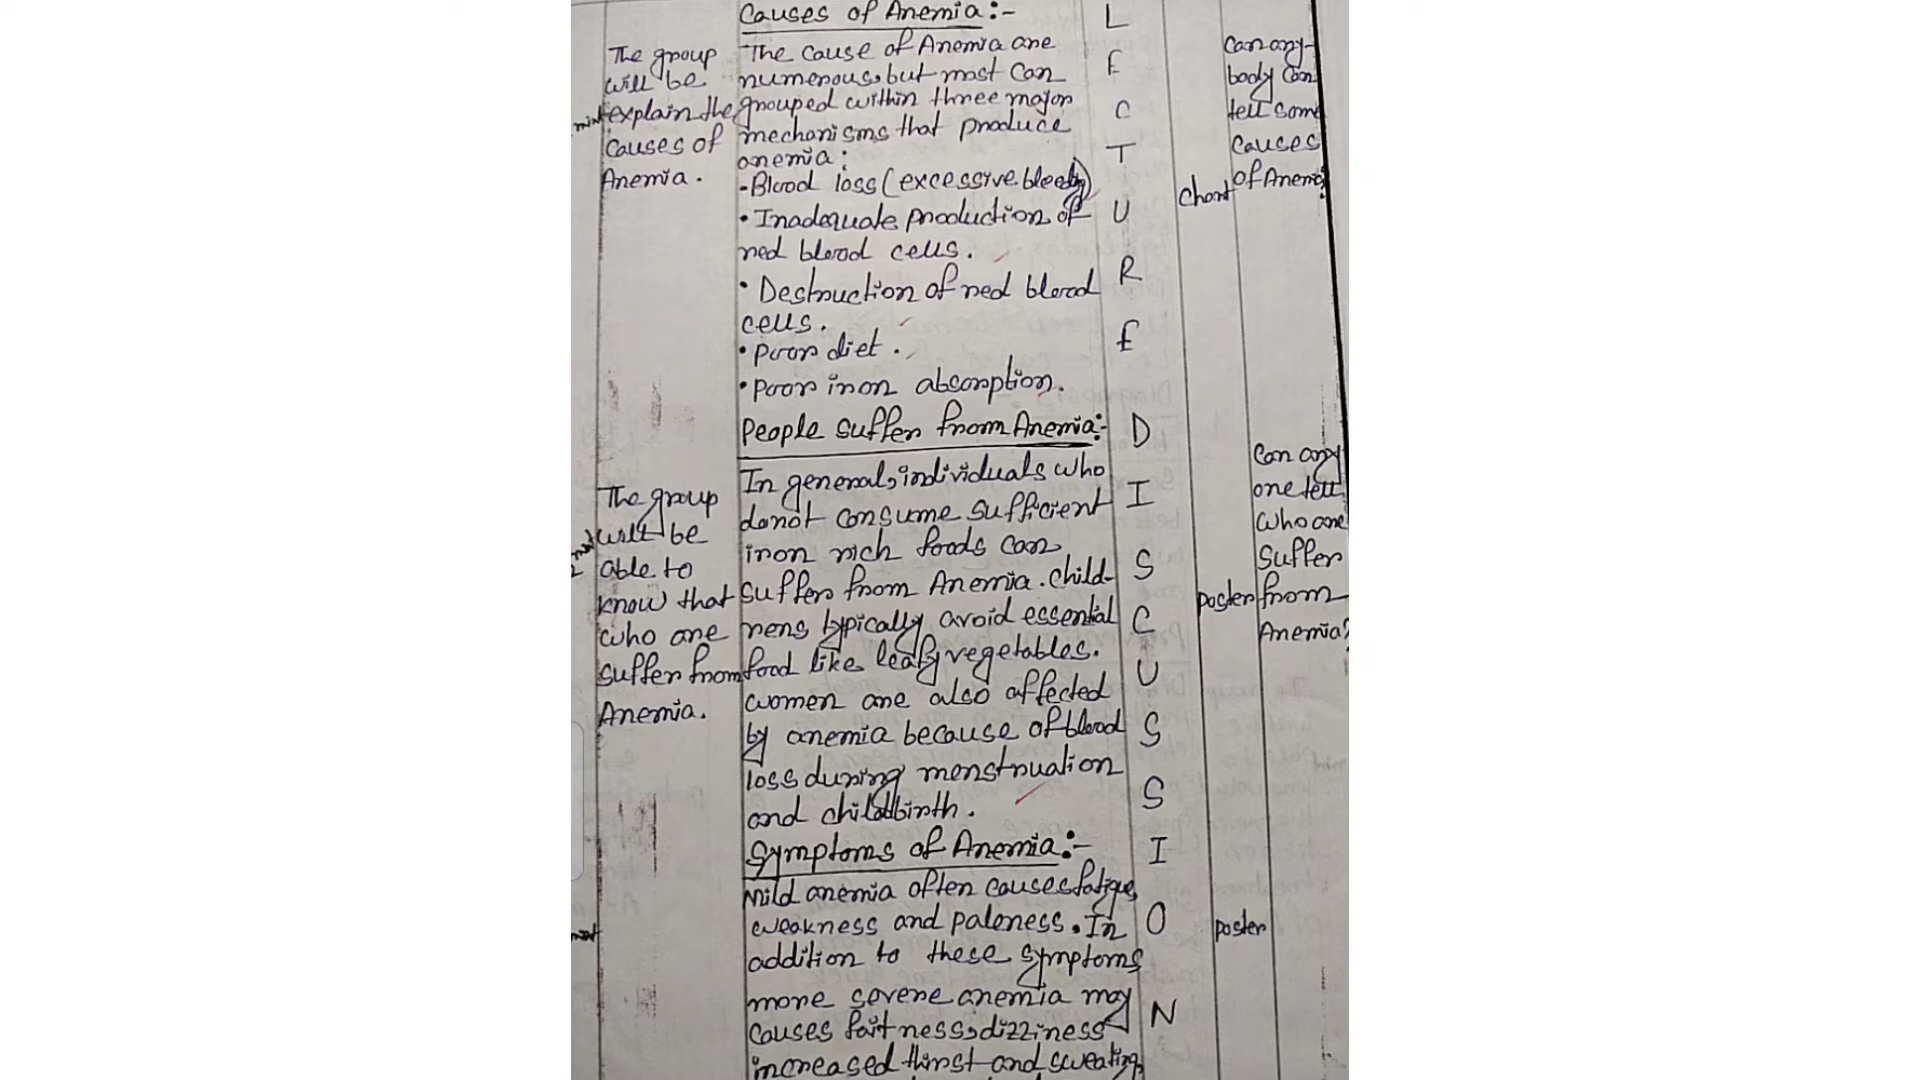 Causes of Anemia :-
The group
will be
explain the
causes of
Anemia.
The cause of Anemia are
numerous, but most can
grouped within three major
mechanisms that produce
anemia:
- Blood loss (excessive bleeding)
• Inadequate production of
red blood cells.
• Destruction of red blood
cells.
• Poor diet.
• Poor iron absorption.
L
E
C
T
U
R
E
chart
can any-
body can
tell some
causes
of Anemia?
People suffer from Anemia:-
The group
will be
able to
know that
who are
suffer from
Anemia.
In general, individuals who
donot consume sufficient
iron rich foods can
suffer from Anemia. child-
rens typically avoid essential
food like leafy vegetables.
women are also affected
by anemia because of blood
loss during menstruation
and childbirth.
D
I
S
C
U
S
S
I
O
N
poster
can any
one tell
who are
suffer
from
Anemia?
Symptoms of Anemia:-
Mild anemia often causes fatigue,
weakness and paleness. In
addition to these symptoms
more severe anemia may
causes faitness, dizziness
increased thirst and sweating,
poster